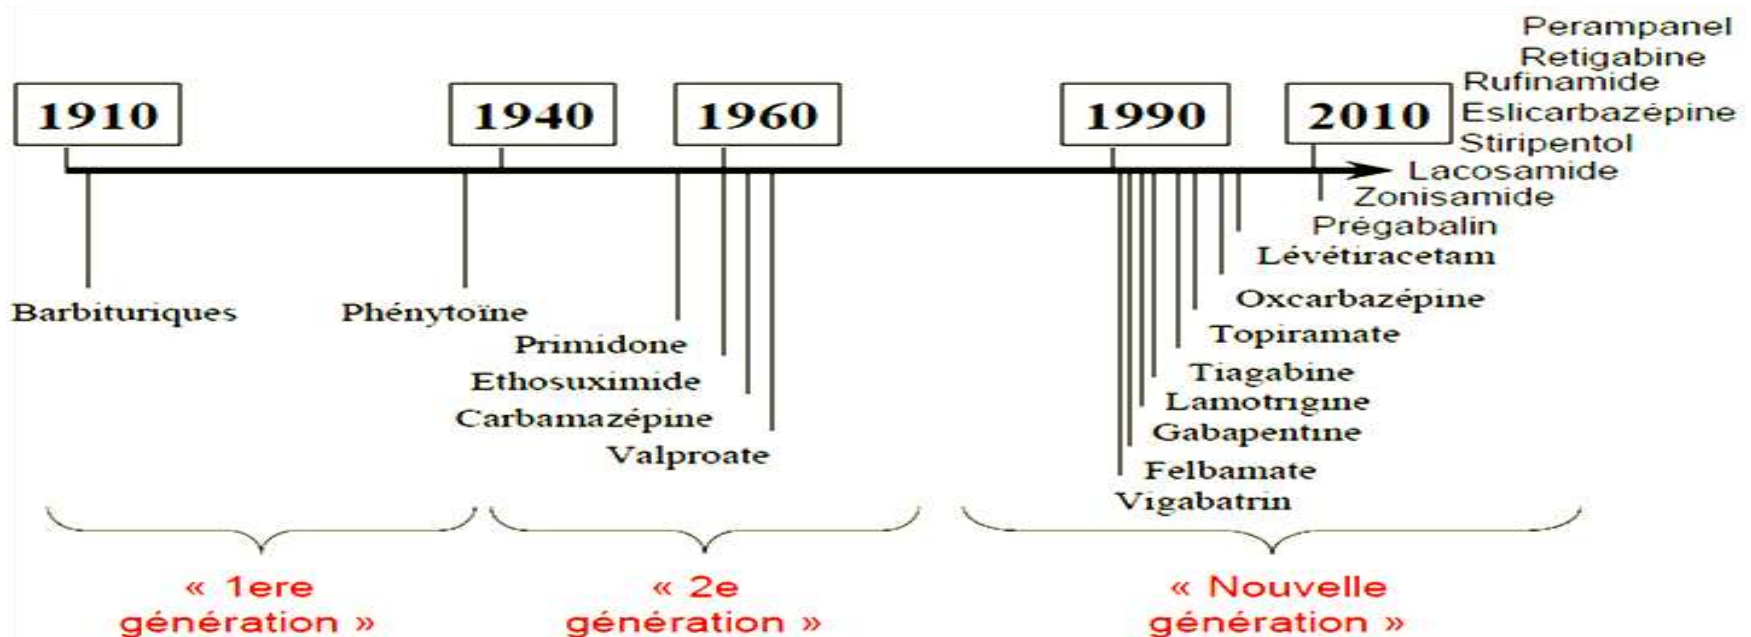 Perampanel
Retigabine
Rufinamide
1910
1940
1960
1990
2010
Eslicarbazépine
Stiripentol
Lacosamide
Zonisamide
Prégabalin
Lévétiracetam
Oxcarbazépine
Barbituriques
Phénytoïne
Topiramate
Primidone
Tiagabine
Ethosuximide
Lamotrigine
Carbamazépine
Gabapentine
Valproate
Felbamate
Vigabatrin
« 1ere
génération »
« 2e
génération »
« Nouvelle
génération »